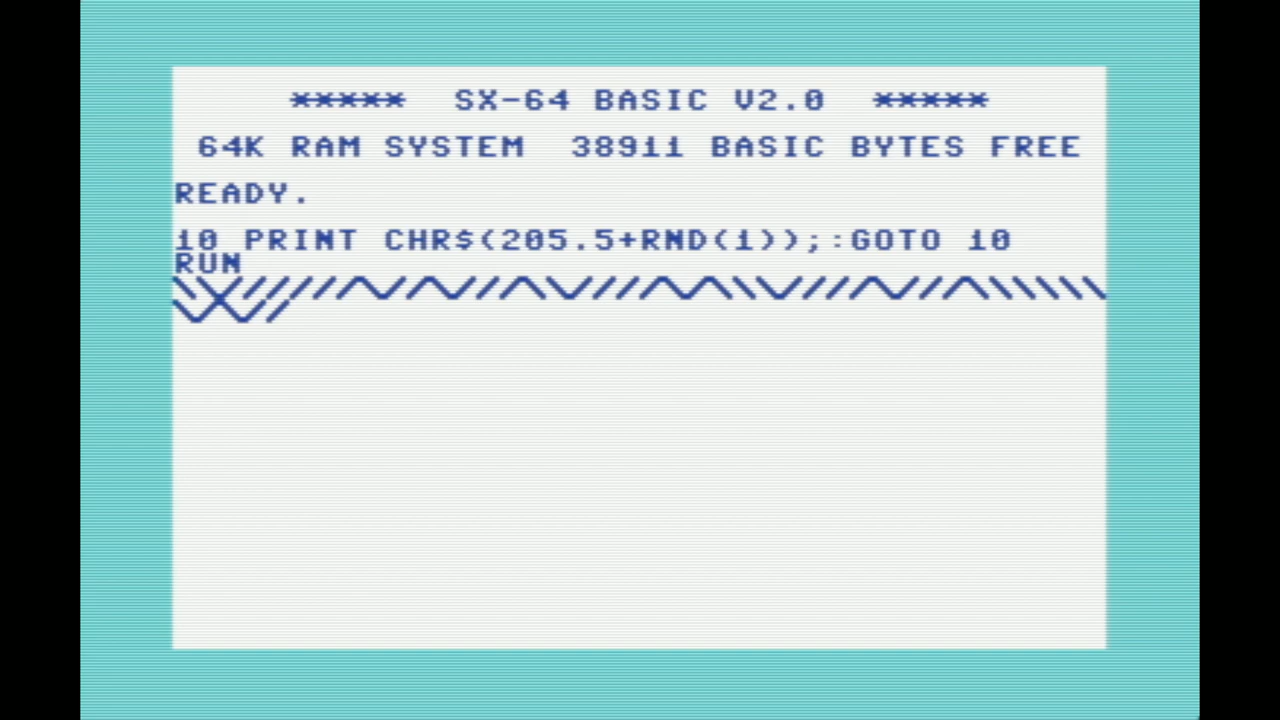 *****  SX-64 BASIC V2.0  *****
64K RAM SYSTEM  38911 BASIC BYTES FREE
READY.
10 PRINT CHR$(205.5+RND(1));:GOTO 10
RUN